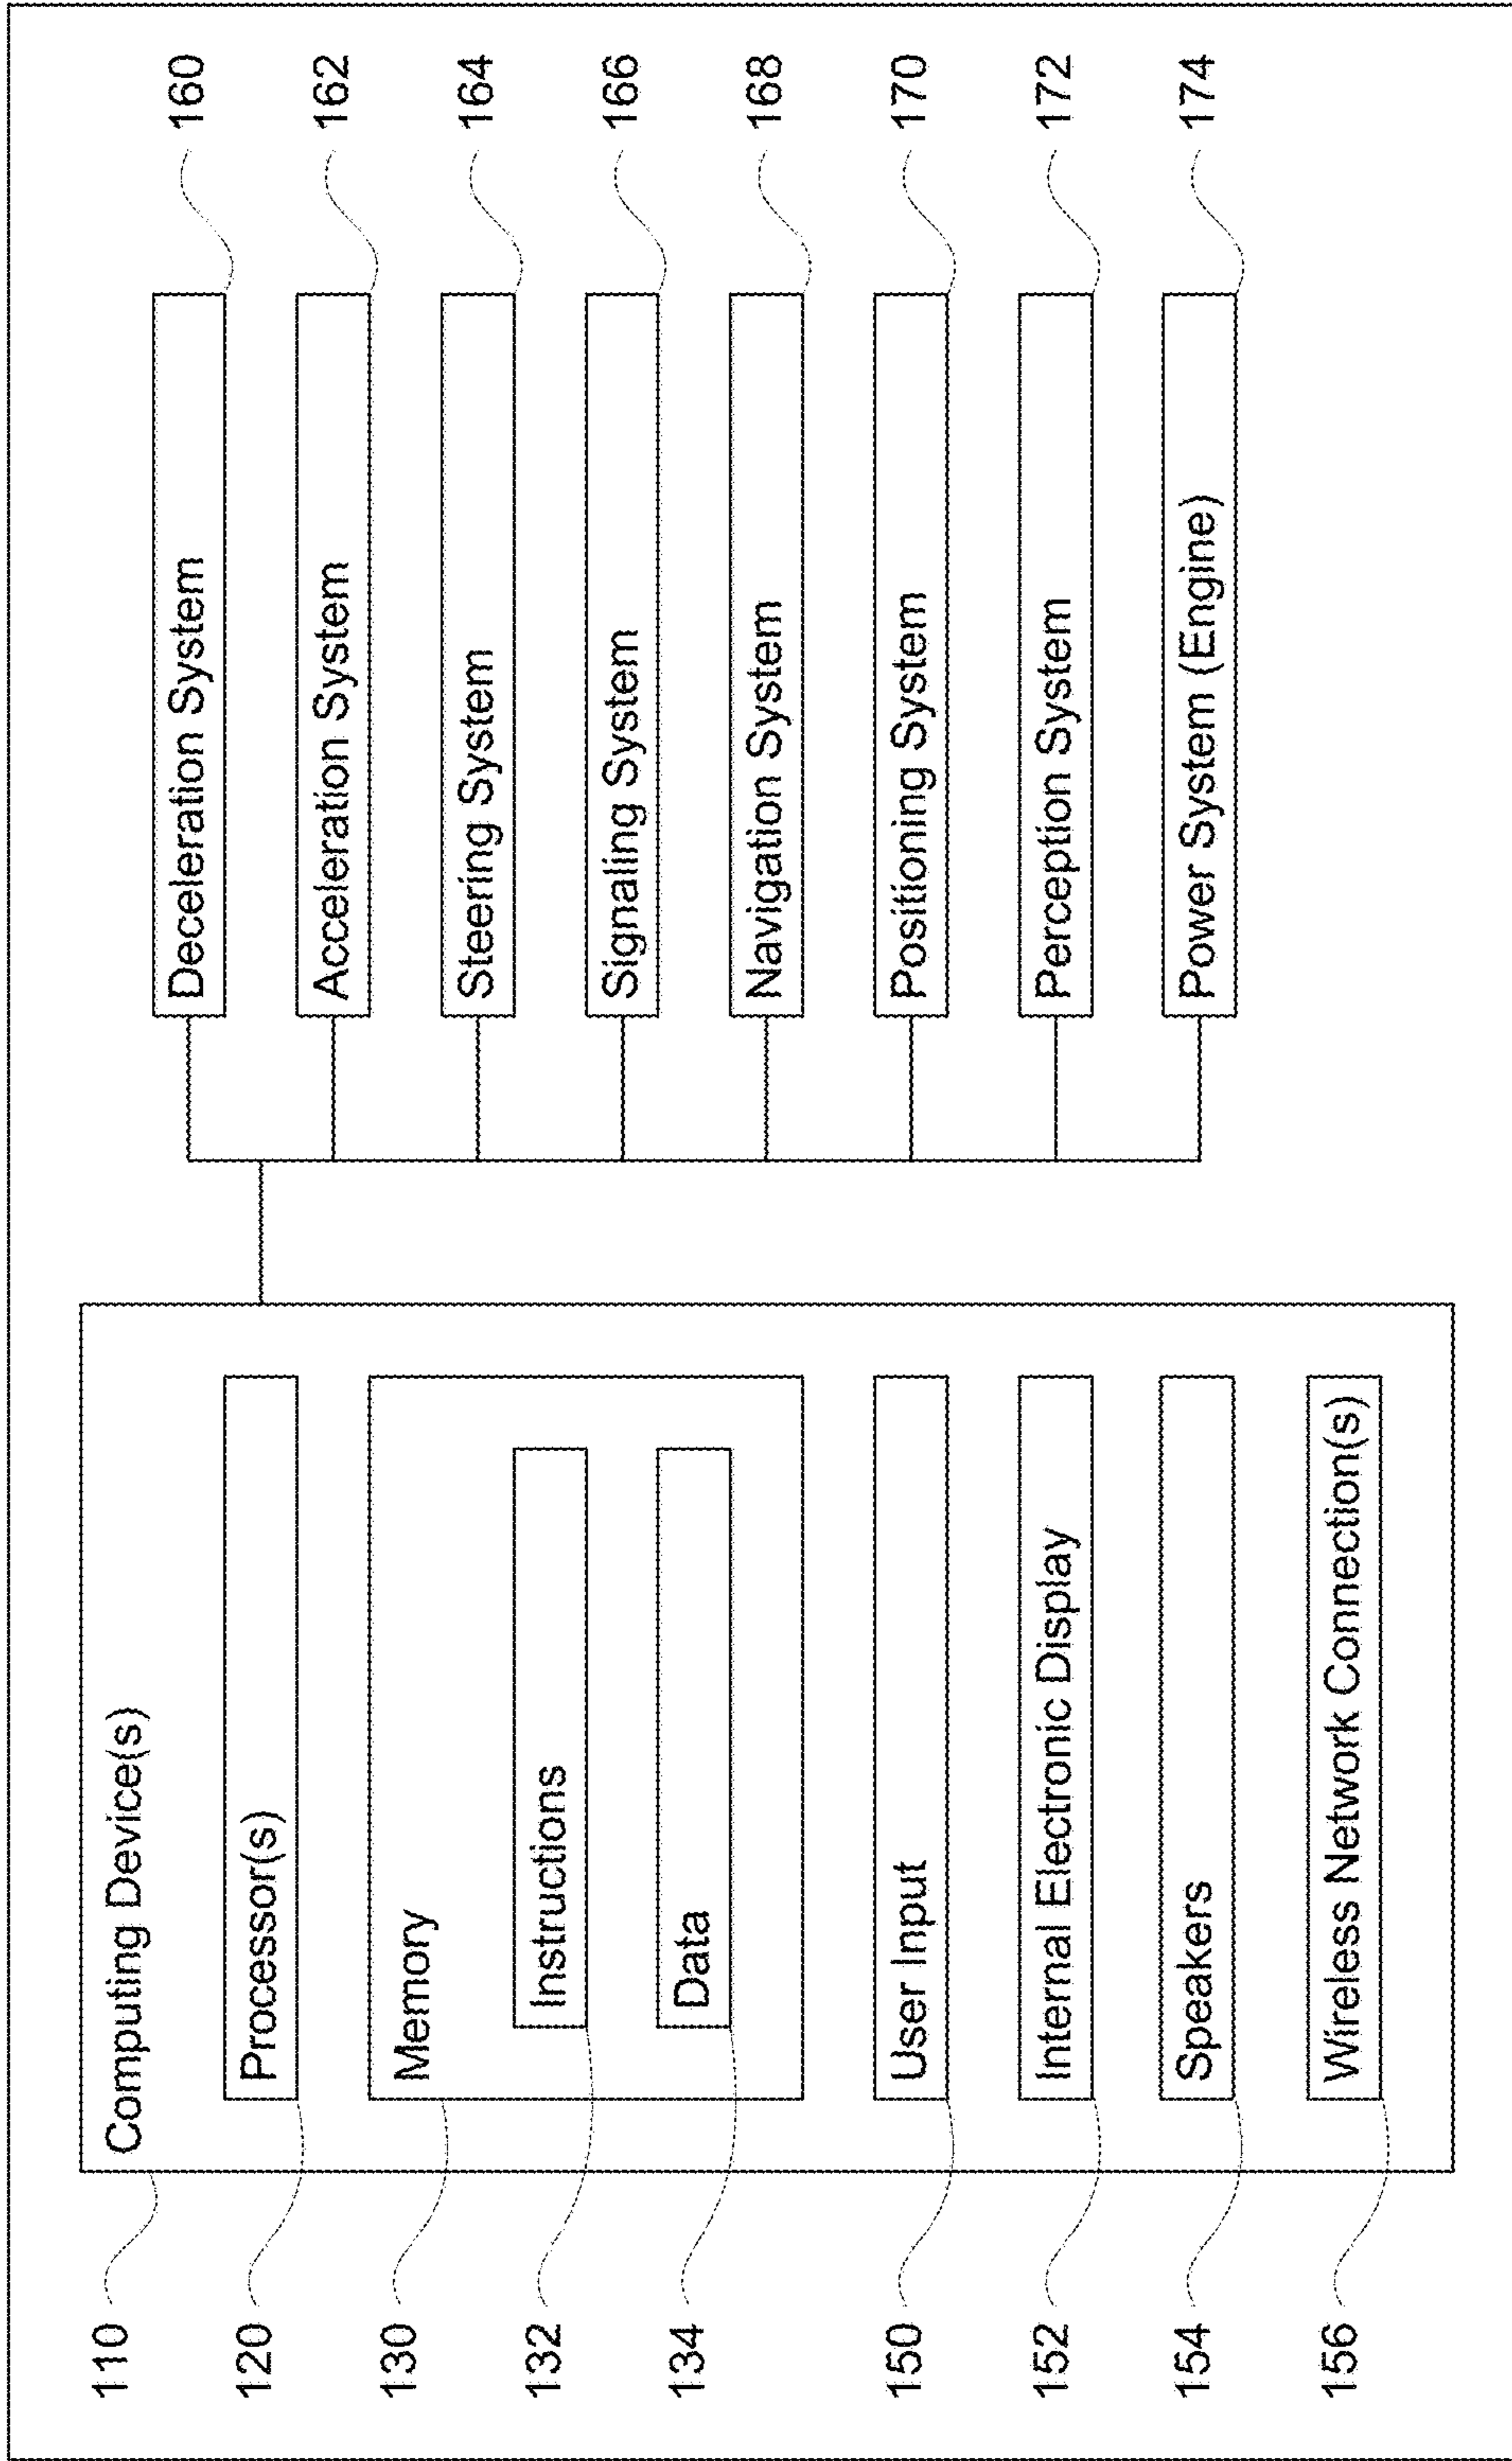 110
Computing Device(s)
120
Processor(s)
130
Memory
132
Instructions
134
Data
150
User Input
152
Internal Electronic Display
154
Speakers
156
Wireless Network Connection(s)
Deceleration System
160
Acceleration System
162
Steering System
164
Signaling System
166
Navigation System
168
Positioning System
170
Perception System
172
Power System (Engine)
174